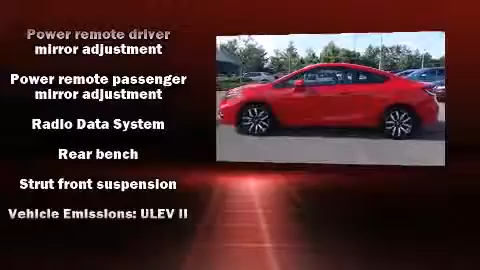 Power remote driver
mirror adjustment
Power remote passenger
mirror adjustment
Radio Data System
Rear bench
Strut front suspension
Vehicle Emissions: ULEV II